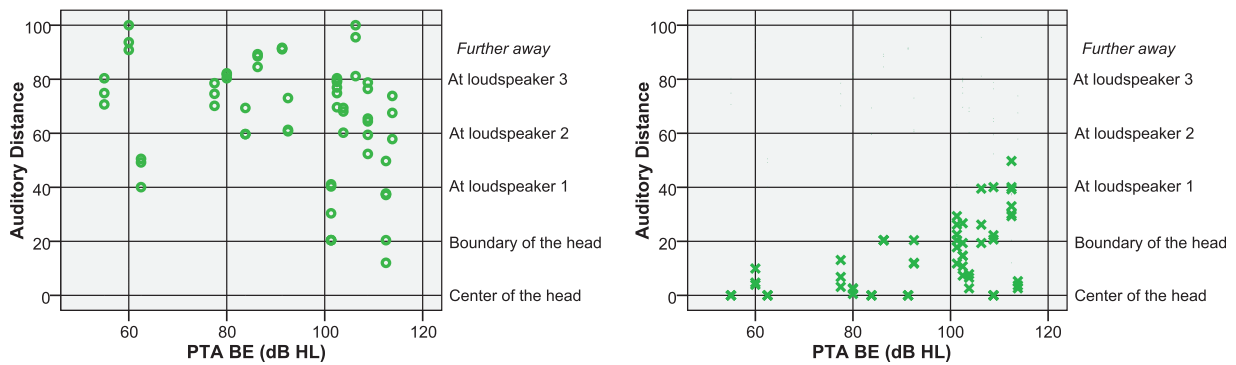 100
80
60
40
20
0
Auditory Distance
60
80
100
120
PTA BE (dB HL)
Further away
At loudspeaker 3
At loudspeaker 2
At loudspeaker 1
Boundary of the head
Center of the head
100
80
60
40
20
0
Auditory Distance
60
80
100
120
PTA BE (dB HL)
Further away
At loudspeaker 3
At loudspeaker 2
At loudspeaker 1
Boundary of the head
Center of the head